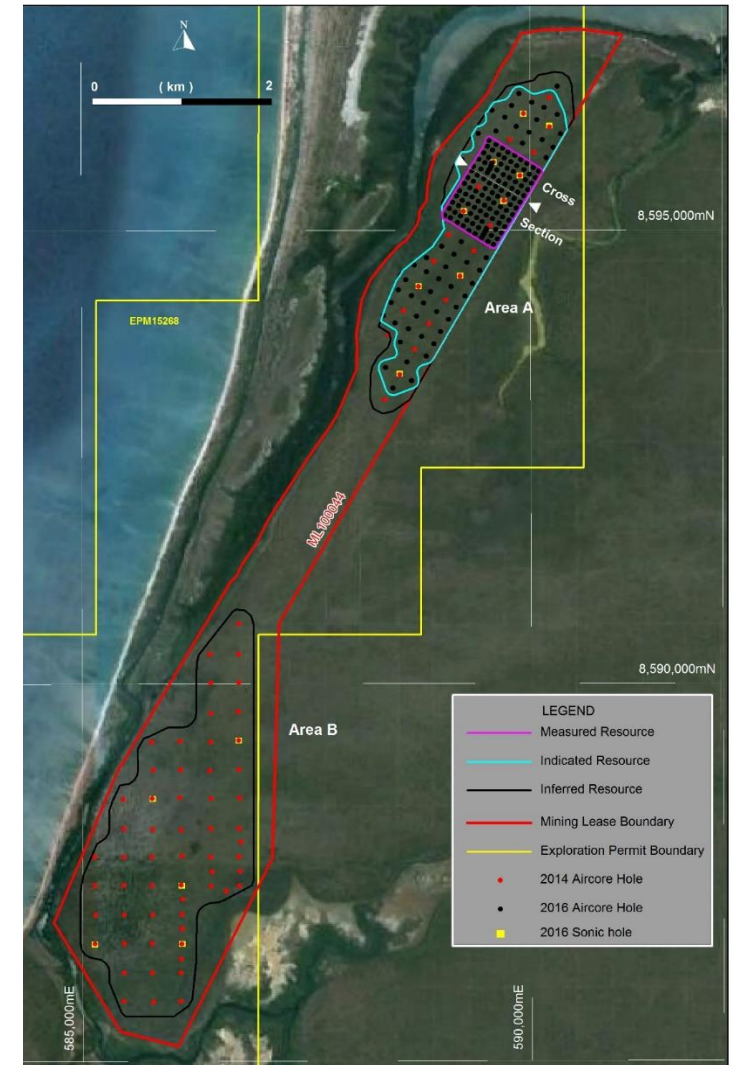 N
0 ( km ) 2
Cross
Section
8,595,000mN
Area A
EPM15268
ML100044
8,590,000mN
Area B
LEGEND
Measured Resource
Indicated Resource
Inferred Resource
Mining Lease Boundary
Exploration Permit Boundary
2014 Aircore Hole
2016 Aircore Hole
2016 Sonic hole
585,000mE
590,000mE